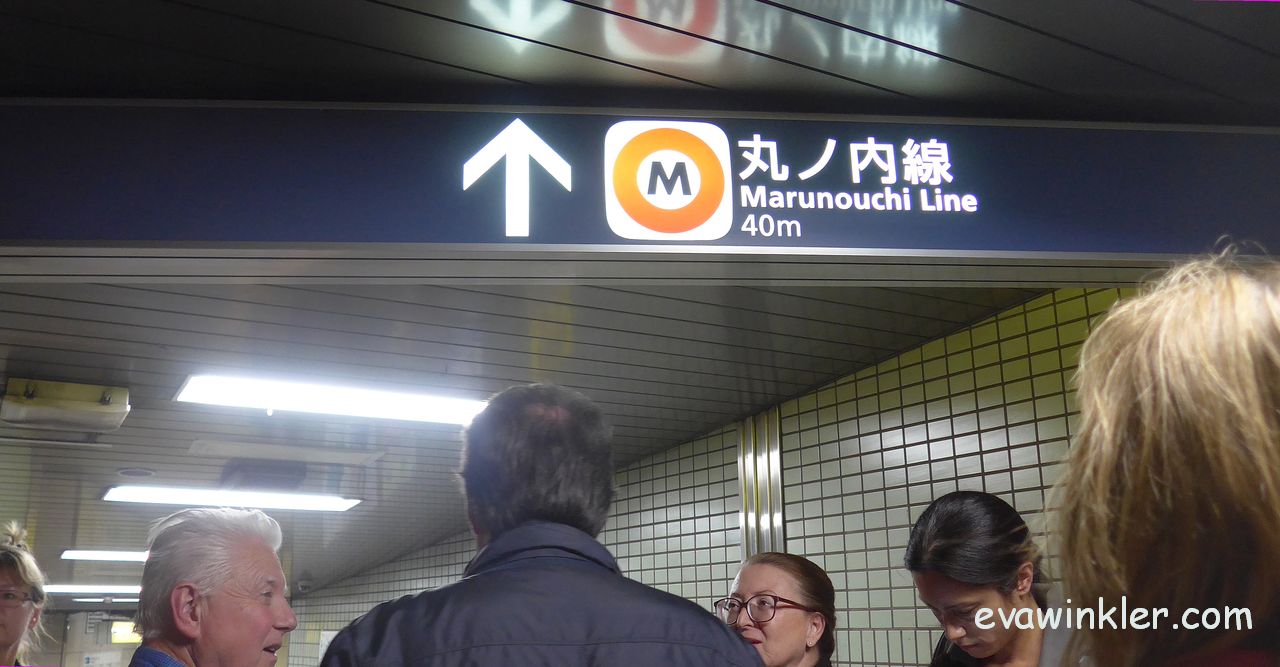 M
丸ノ内線
Marunouchi Line
40m
evawinkler.com